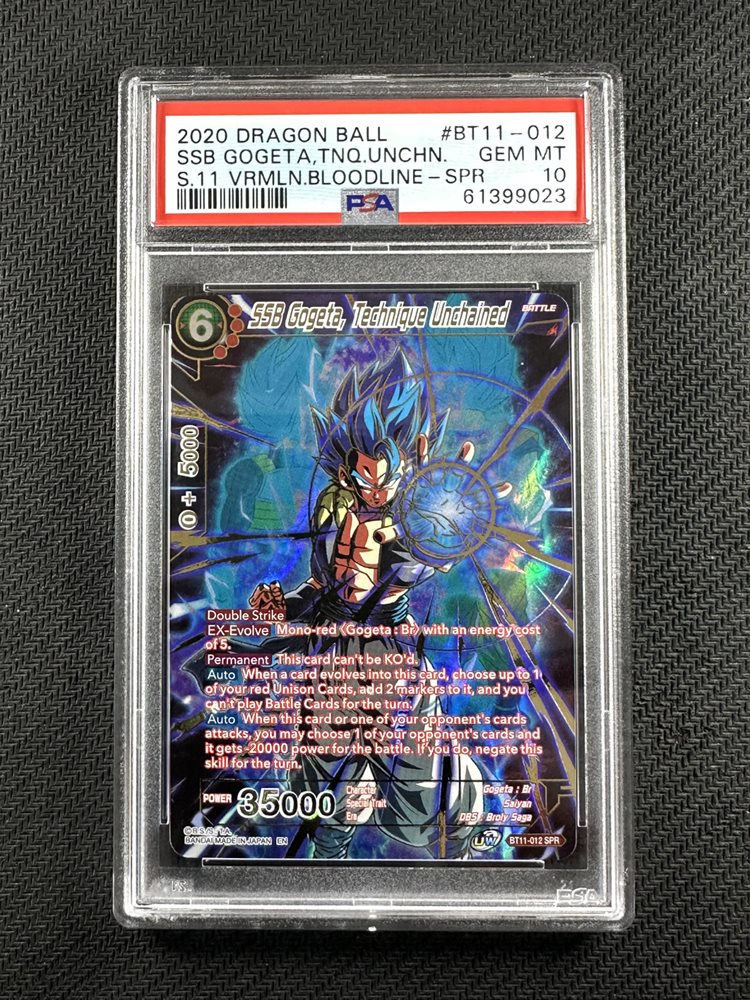 2020 DRAGON BALL #BT11-012
SSB GOGETA,TNQ.UNCHN. GEM MT
S.11 VRMLN.BLOODLINE-SPR 10
PSA 61399023
6 SSB Gogeta, Technique Unchained BATTLE
0 + 5000
Double Strike
EX-Evolve Mono-red 〈Gogeta : Br〉 with an energy cost
of 5.
Permanent This card can't be KO'd.
Auto When a card evolves into this card, choose up to 1
of your red Unison Cards, add 2 markers to it, and you
can't play Battle Cards for the turn.
Auto When this card or one of your opponent's cards
attacks, you may choose 1 of your opponent's cards and
it gets -20000 power for the battle. If you do, negate this
skill for the turn.
POWER 35000
Character Gogeta : Br
Special Trait Saiyan
Era DBS : Broly Saga
©B.S./S., T.A.
BANDAI MADE IN JAPAN EN
UW BT11-012 SPR